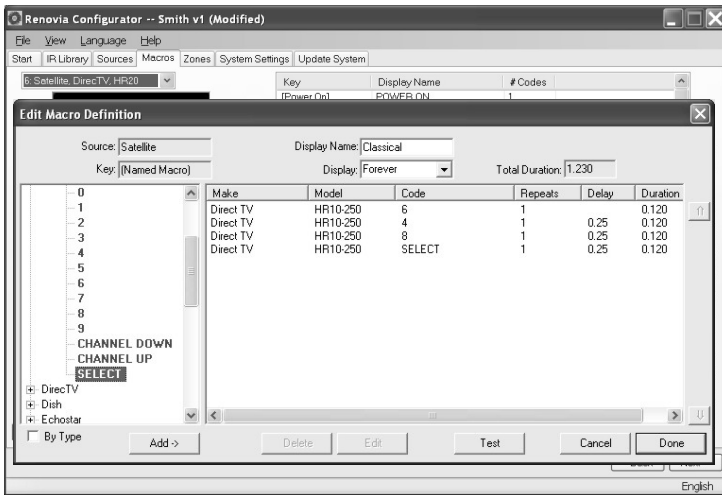 Renovia Configurator -- Smith v1 (Modified)
File View Language Help
Start IR Library Sources Macros Zones System Settings Update System
6: Satellite, DirecTV, HR20
Key Display Name # Codes
[Power On] POWER ON 1
Edit Macro Definition
Source: Satellite Display Name: Classical
Key: (Named Macro) Display: Forever Total Duration: 1.230
0
1
2
3
4
5
6
7
8
9
CHANNEL DOWN
CHANNEL UP
SELECT
DirecTV
Dish
Echostar
Make Model Code Repeats Delay Duration
Direct TV HR10-250 6 1 0.120
Direct TV HR10-250 4 1 0.25 0.120
Direct TV HR10-250 8 1 0.25 0.120
Direct TV HR10-250 SELECT 1 0.25 0.120
By Type Add -> Delete Edit Test Cancel Done
English